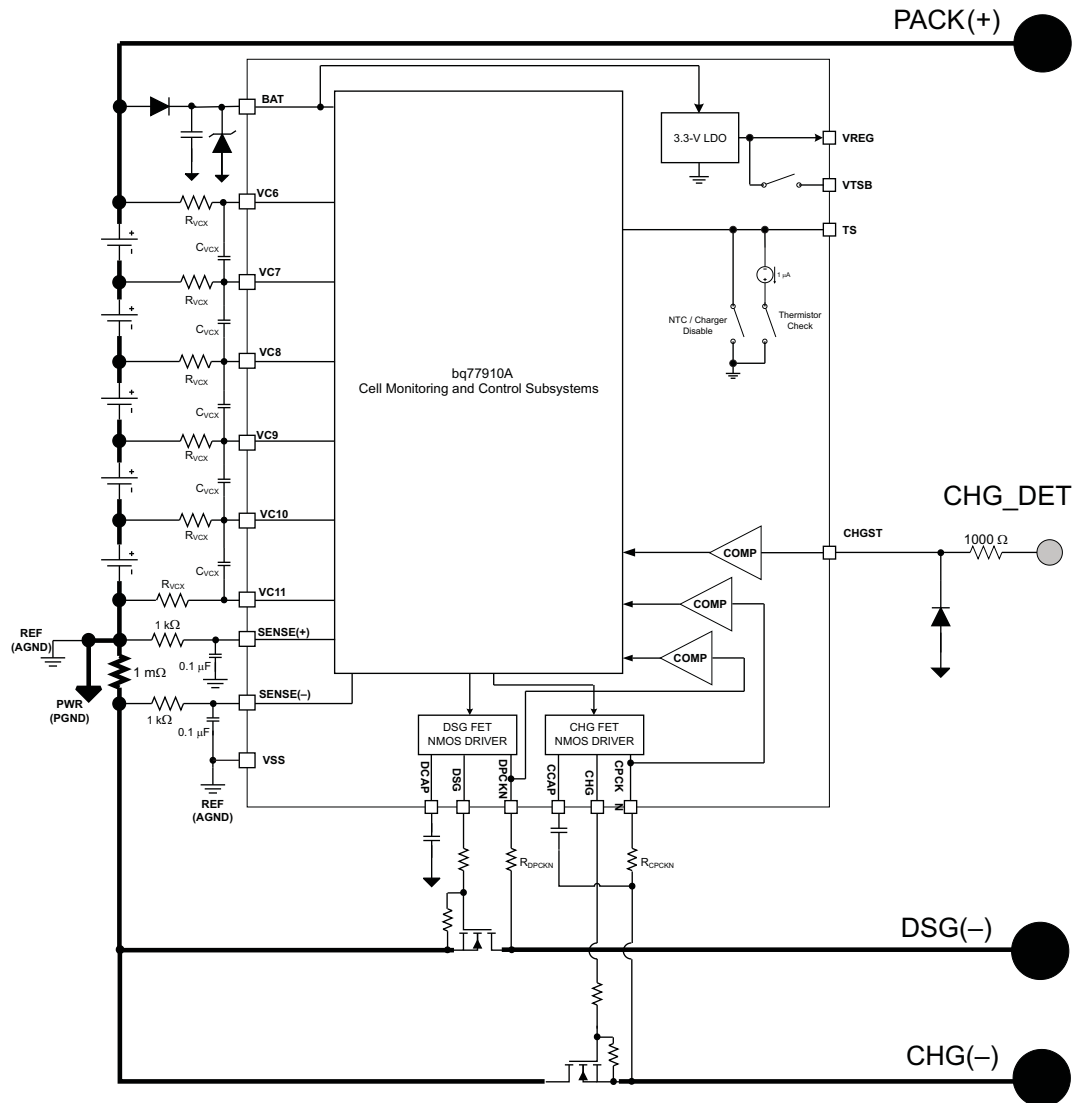 PACK(+)
BAT
3.3-V LDO
VREG
VTSB
VC6
RVCX
TS
CVCX
VC7
RVCX
1 μA
CVCX
NTC / Charger
Disable
Thermistor
Check
VC8
RVCX
bq77910A
Cell Monitoring and Control Subsystems
CVCX
VC9
RVCX
CVCX
CHG_DET
VC10
RVCX
CHGST
1000 Ω
COMP
CVCX
RVCX
VC11
COMP
REF
(AGND)
SENSE(+)
1 kΩ
0.1 μF
COMP
1 mΩ
PWR
(PGND)
SENSE(–)
1 kΩ
0.1 μF
DSG FET
NMOS DRIVER
CHG FET
NMOS DRIVER
VSS
DCAP
DSG
DPCKN
CCAP
CHG
CPCK
N
REF
(AGND)
RDPCKN
RCPCKN
DSG(–)
CHG(–)